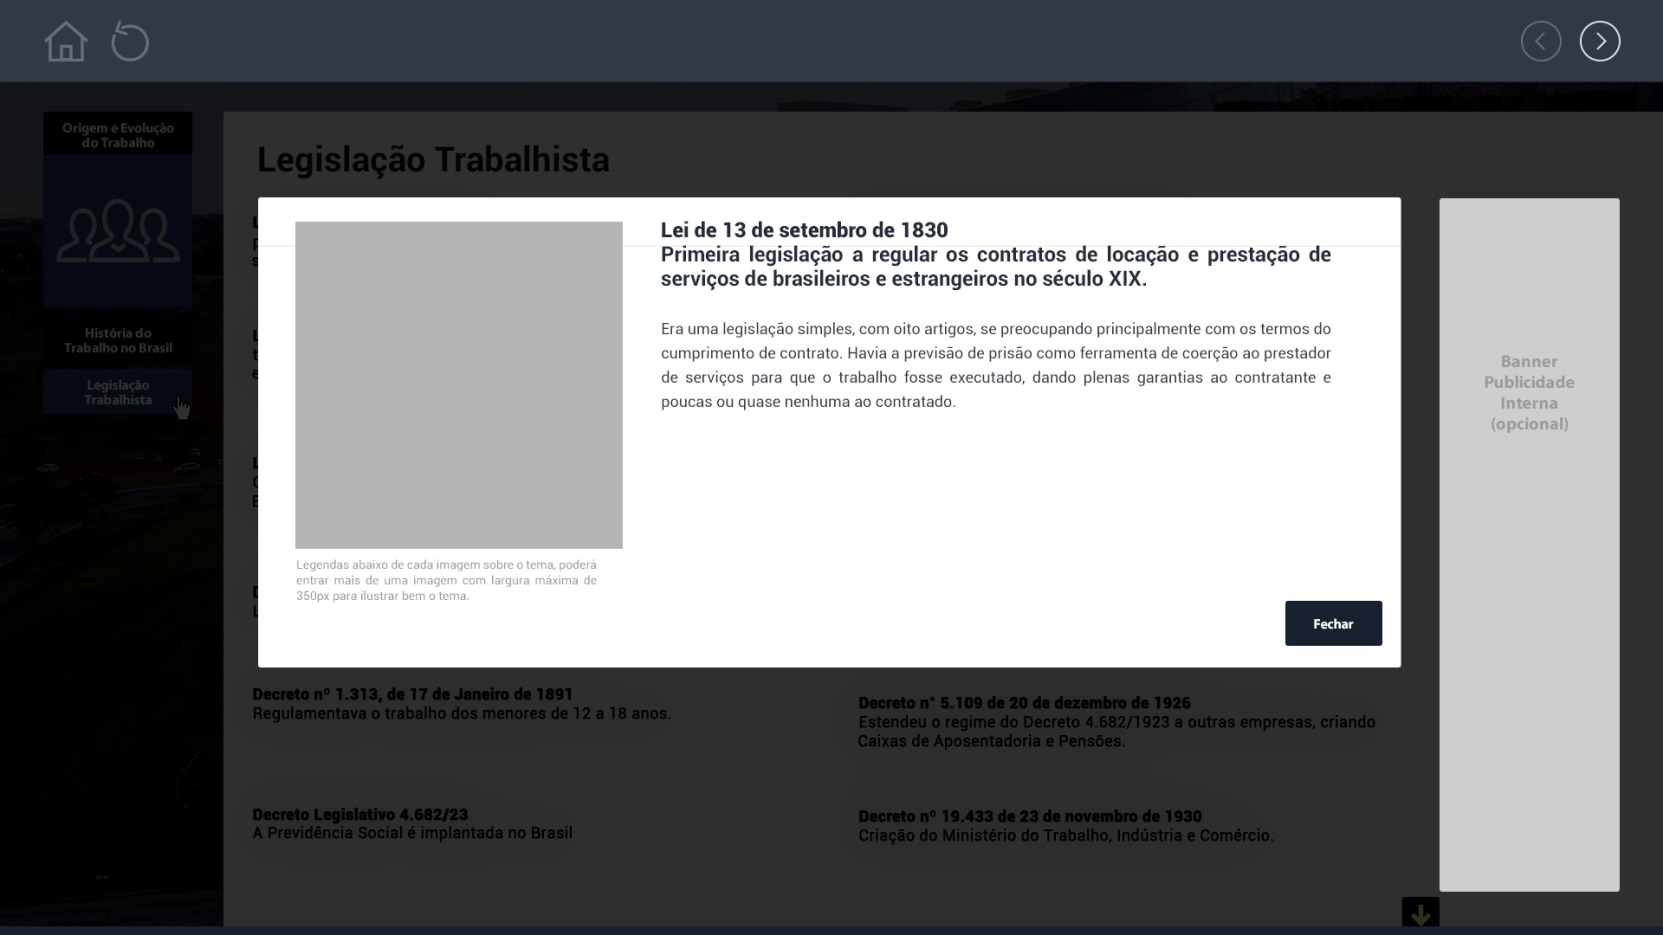 Origem e Evolução
do Trabalho
História do
Trabalho no Brasil
Legislação
Trabalhista
Legislação Trabalhista
Lei de 13 de setembro de 1830
Primeira legislação a regular os contratos de locação e prestação de
serviços de brasileiros e estrangeiros no século XIX.
Era uma legislação simples, com oito artigos, se preocupando principalmente com os termos do
cumprimento de contrato. Havia a previsão de prisão como ferramenta de coerção ao prestador
de serviços para que o trabalho fosse executado, dando plenas garantias ao contratante e
poucas ou quase nenhuma ao contratado.
Legendas abaixo de cada imagem sobre o tema, poderá
entrar mais de uma imagem com largura máxima de
350px para ilustrar bem o tema.
Fechar
Banner
Publicidade
Interna
(opcional)
Decreto nº 1.313, de 17 de Janeiro de 1891
Regulamentava o trabalho dos menores de 12 a 18 anos.
Decreto n° 5.109 de 20 de dezembro de 1926
Estendeu o regime do Decreto 4.682/1923 a outras empresas, criando
Caixas de Aposentadoria e Pensões.
Decreto Legislativo 4.682/23
A Previdência Social é implantada no Brasil
Decreto nº 19.433 de 23 de novembro de 1930
Criação do Ministério do Trabalho, Indústria e Comércio.